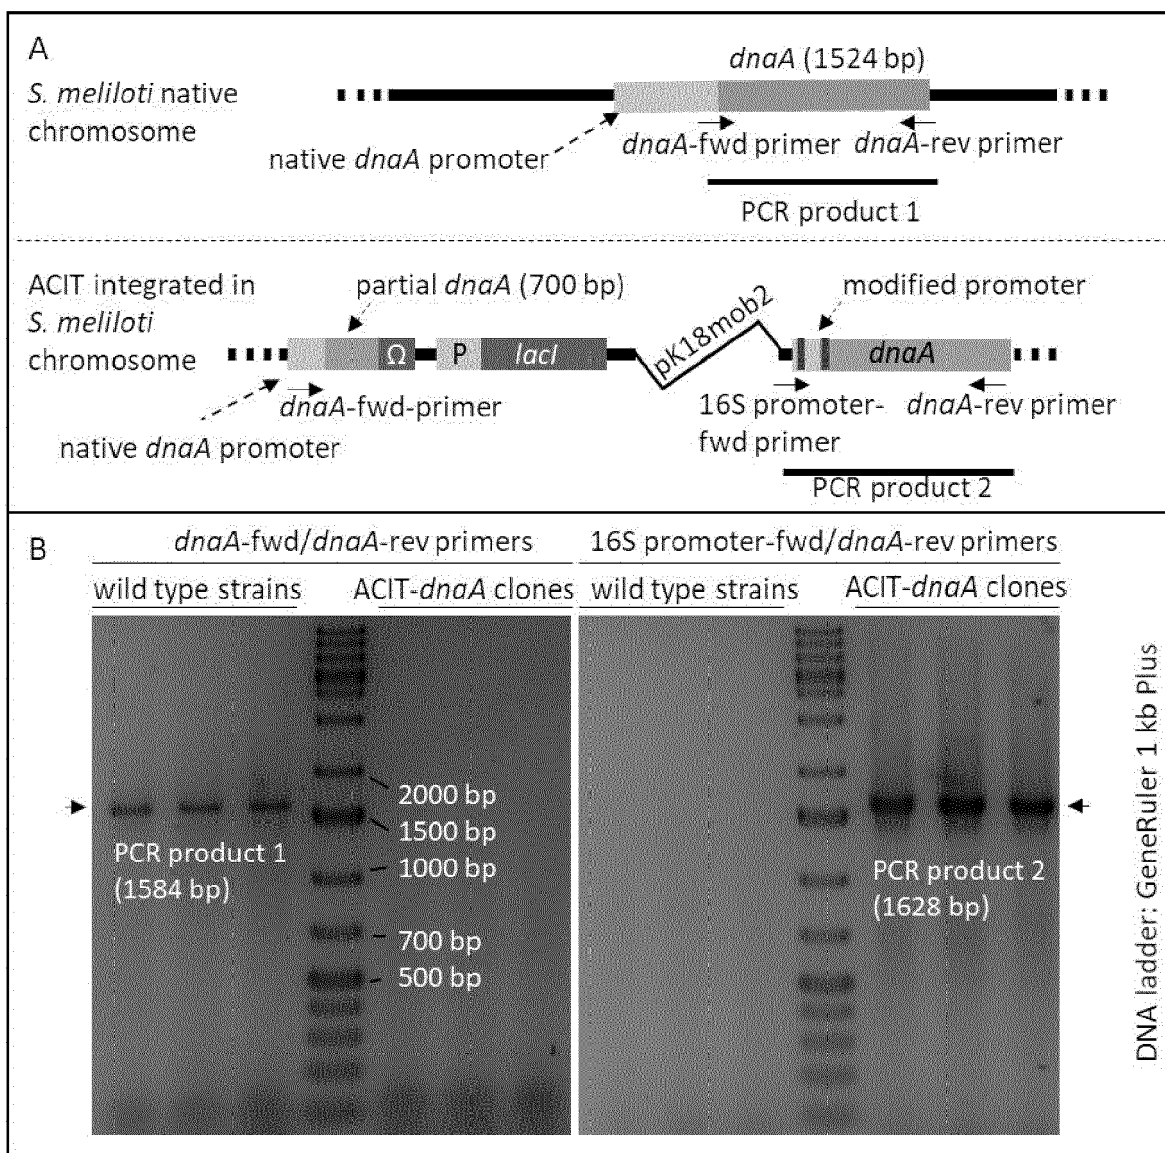 A
S. meliloti native
chromosome
dnaA (1524 bp)
native dnaA promoter
dnaA-fwd primer
dnaA-rev primer
PCR product 1
ACIT integrated in
S. meliloti
chromosome
partial dnaA (700 bp)
modified promoter
Ω
P
lacI
pK18mob2
dnaA
dnaA-fwd-primer
native dnaA promoter
16S promoter-
fwd primer
dnaA-rev primer
PCR product 2
B
dnaA-fwd/dnaA-rev primers
16S promoter-fwd/dnaA-rev primers
wild type strains
ACIT-dnaA clones
wild type strains
ACIT-dnaA clones
2000 bp
1500 bp
1000 bp
700 bp
500 bp
PCR product 1
(1584 bp)
PCR product 2
(1628 bp)
DNA ladder: GeneRuler 1 kb Plus